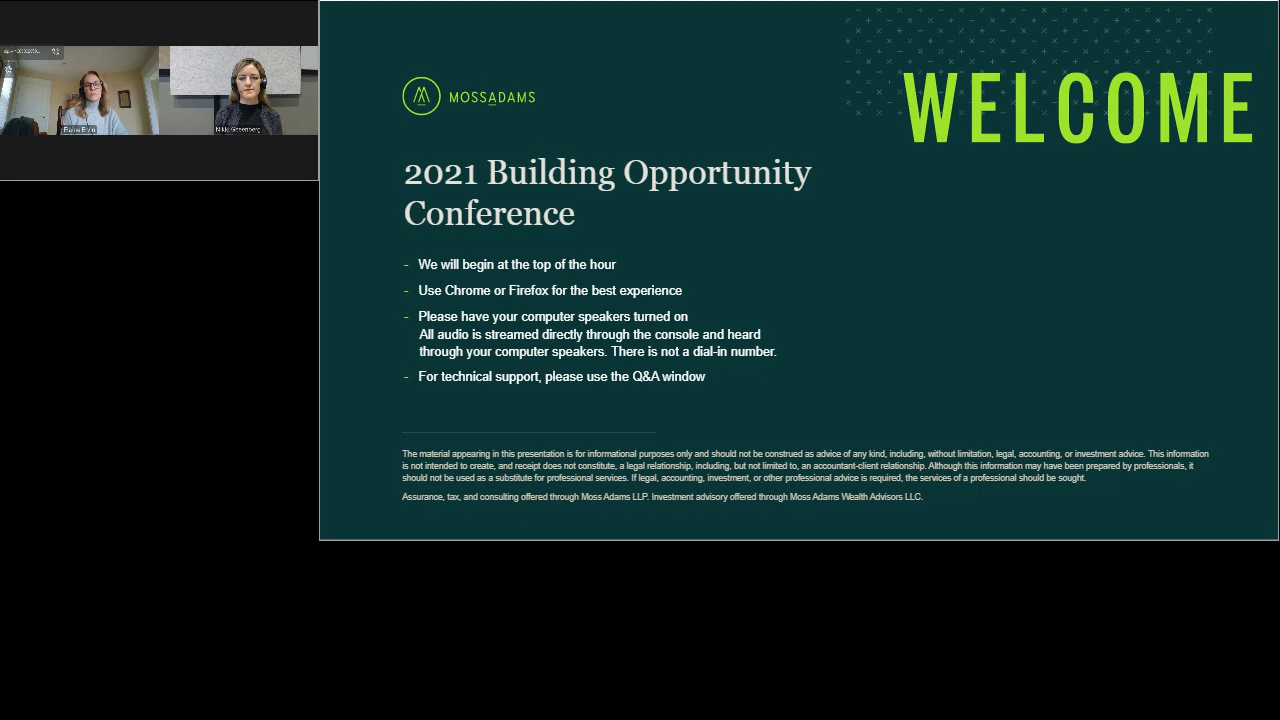 Elaine Ervin
Nikki Greenberg
MOSSADAMS
WELCOME
2021 Building Opportunity
Conference
- We will begin at the top of the hour
- Use Chrome or Firefox for the best experience
- Please have your computer speakers turned on
All audio is streamed directly through the console and heard
through your computer speakers. There is not a dial-in number.
- For technical support, please use the Q&A window
The material appearing in this presentation is for informational purposes only and should not be construed as advice of any kind, including, without limitation, legal, accounting, or investment advice. This information
is not intended to create, and receipt does not constitute, a legal relationship, including, but not limited to, an accountant-client relationship. Although this information may have been prepared by professionals, it
should not be used as a substitute for professional services. If legal, accounting, investment, or other professional advice is required, the services of a professional should be sought.
Assurance, tax, and consulting offered through Moss Adams LLP. Investment advisory offered through Moss Adams Wealth Advisors LLC.